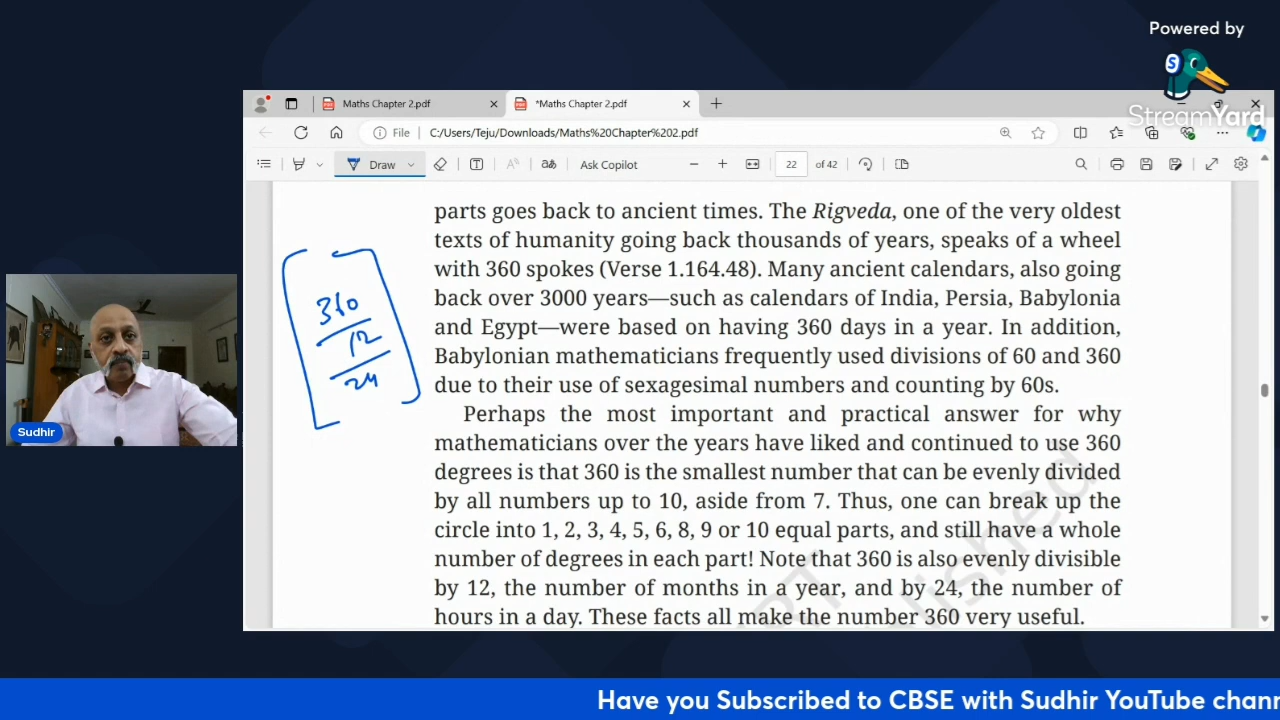 Powered by
S
StreamYard
Maths Chapter 2.pdf
*Maths Chapter 2.pdf
File
C:/Users/Teju/Downloads/Maths%20Chapter%202.pdf
Draw
Ask Copilot
22
of 42
parts goes back to ancient times. The Rigveda, one of the very oldest
texts of humanity going back thousands of years, speaks of a wheel
with 360 spokes (Verse 1.164.48). Many ancient calendars, also going
back over 3000 years—such as calendars of India, Persia, Babylonia
and Egypt—were based on having 360 days in a year. In addition,
Babylonian mathematicians frequently used divisions of 60 and 360
due to their use of sexagesimal numbers and counting by 60s.
Perhaps the most important and practical answer for why
mathematicians over the years have liked and continued to use 360
degrees is that 360 is the smallest number that can be evenly divided
by all numbers up to 10, aside from 7. Thus, one can break up the
circle into 1, 2, 3, 4, 5, 6, 8, 9 or 10 equal parts, and still have a whole
number of degrees in each part! Note that 360 is also evenly divisible
by 12, the number of months in a year, and by 24, the number of
hours in a day. These facts all make the number 360 very useful.
360
12
24
Sudhir
Have you Subscribed to CBSE with Sudhir YouTube chann